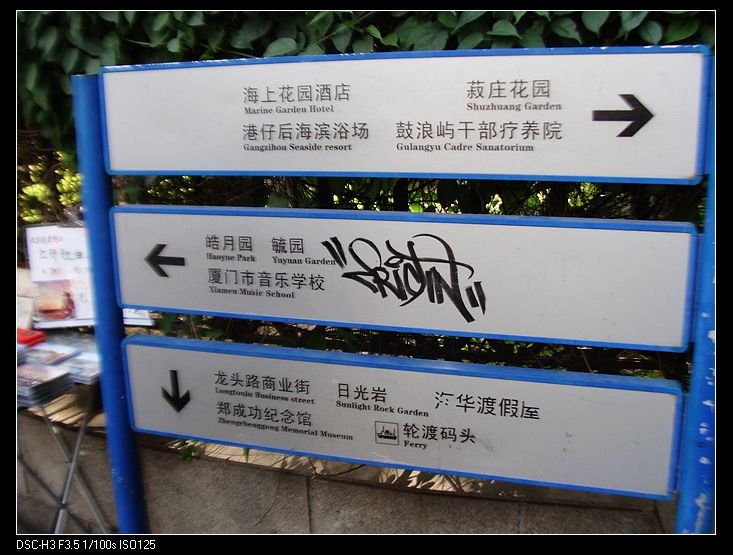 海上花园酒店 菽庄花园
Marine Garden Hotel Shuzhuang Garden
港仔后海滨浴场 鼓浪屿干部疗养院
Gangzihou Seaside resort Gulangyu Cadre Sanatorium
皓月园 毓园
Haoyue Park Yuyuan Garden
厦门市音乐学校
Xiamen Music School
龙头路商业街 日光岩 华渡假屋
Longtoulu Business street Sunlight Rock Garden
郑成功纪念馆 轮渡码头
Zhengchenggong Memorial Museum Ferry
DSC-H3 F3.5 1/100s ISO125